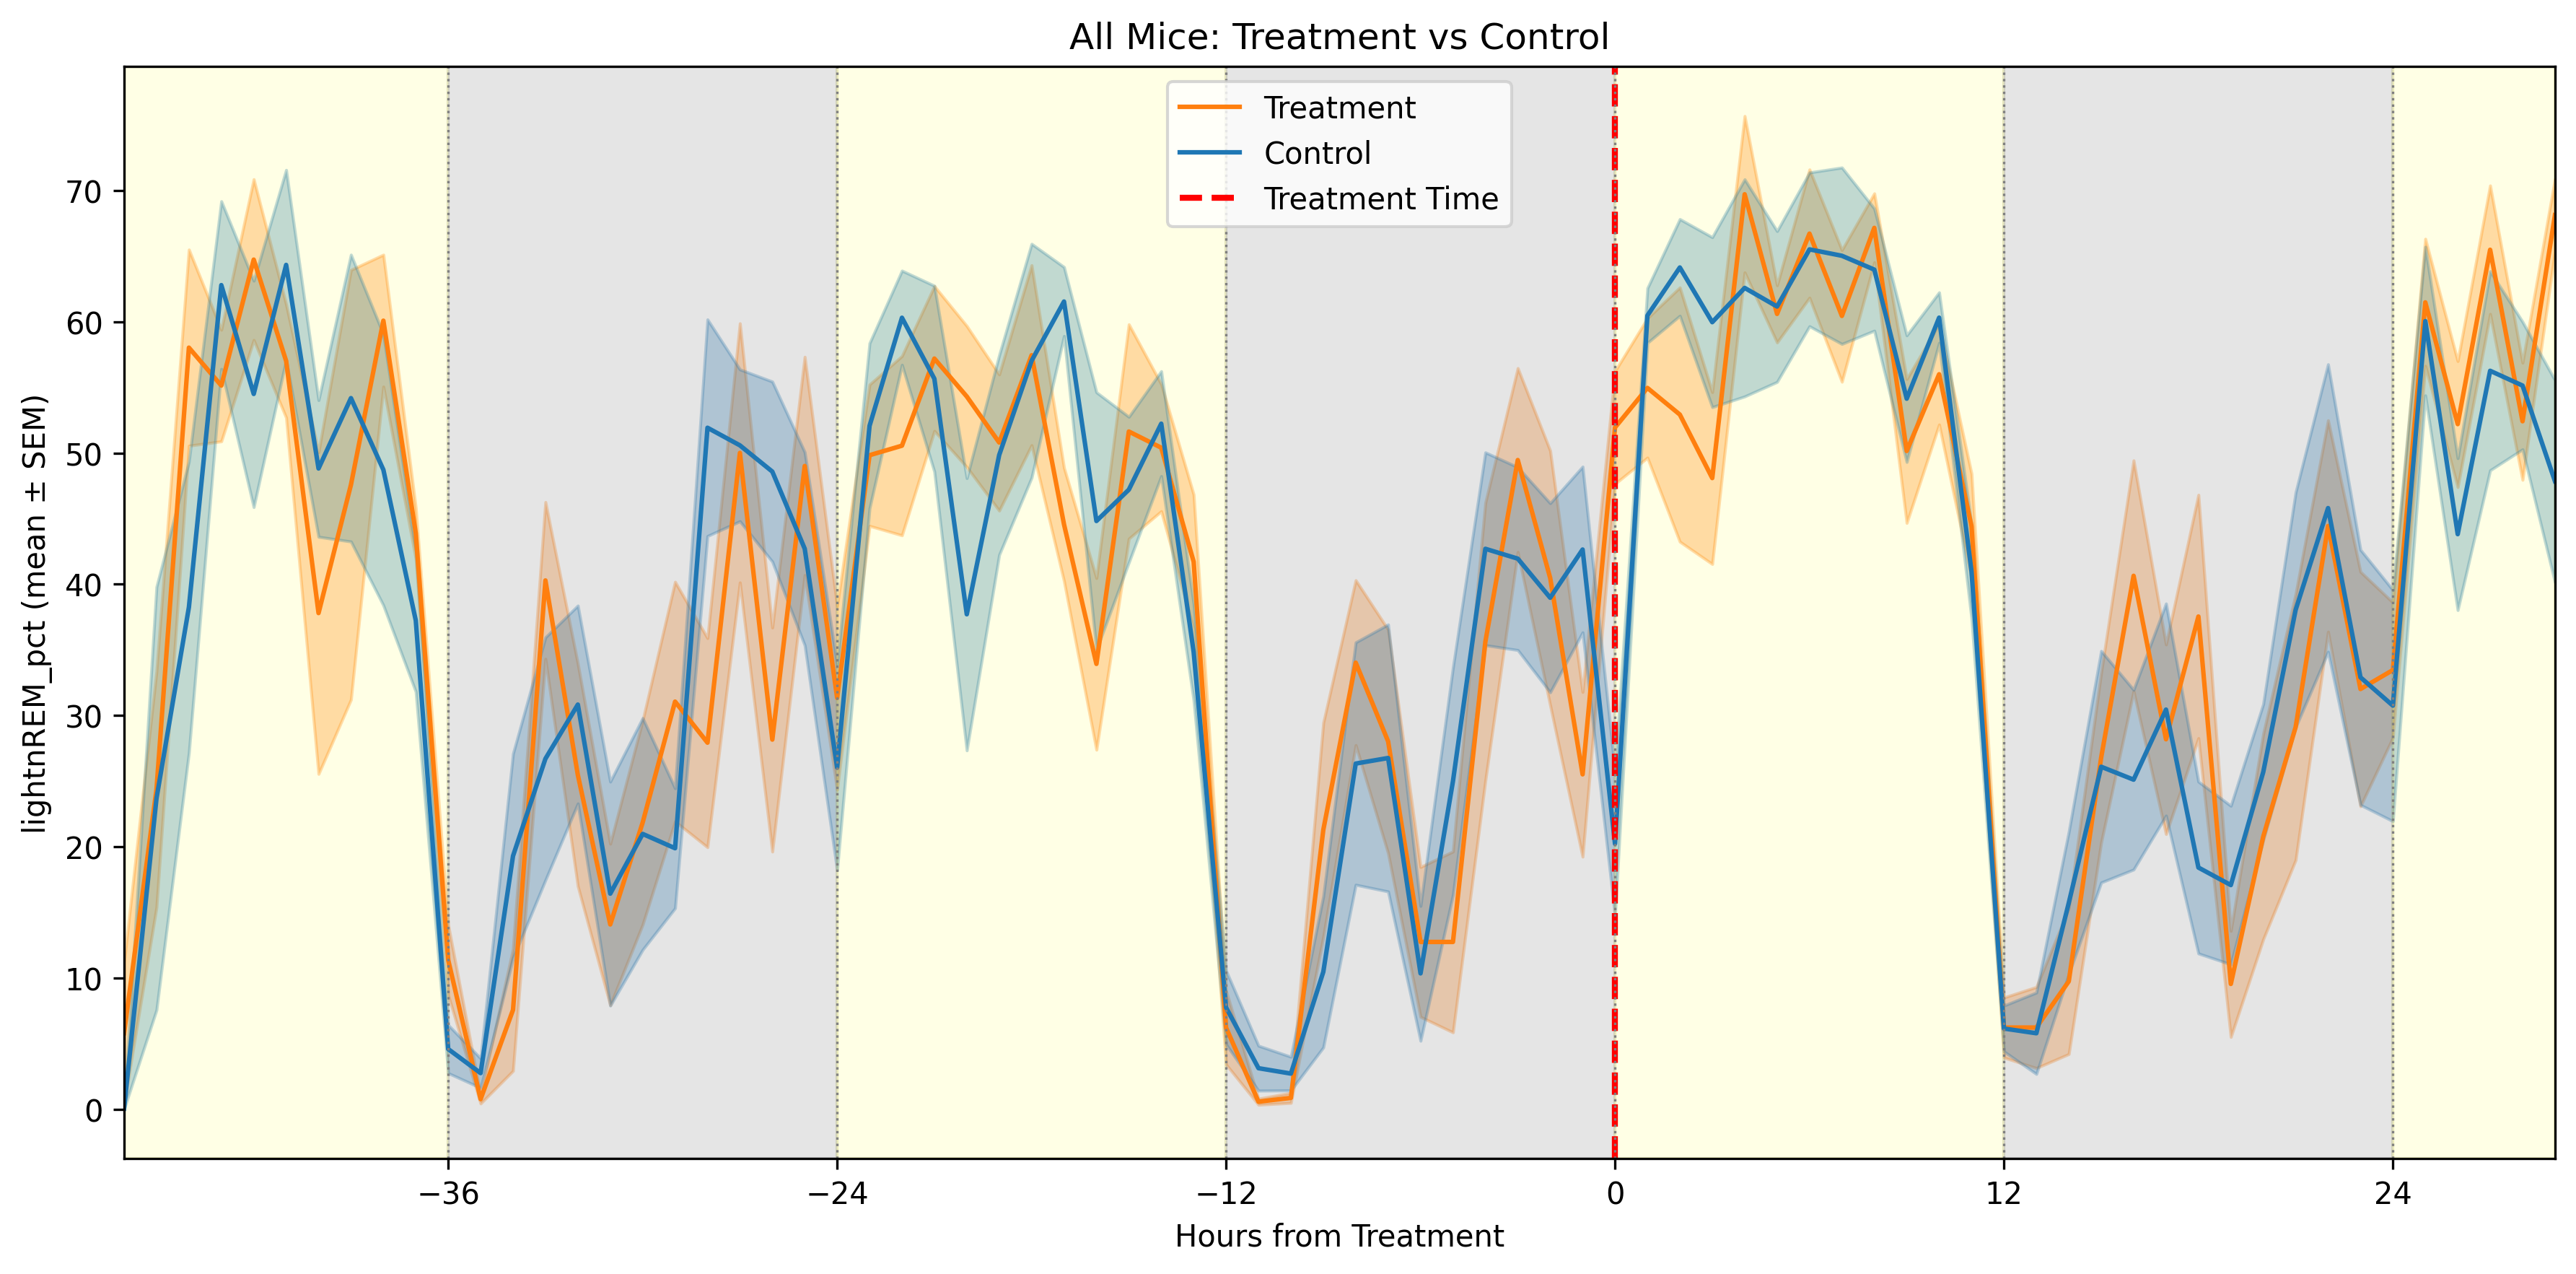 All Mice: Treatment vs Control
Treatment
Control
Treatment Time
lightnREM_pct (mean ± SEM)
70
60
50
40
30
20
10
0
−36
−24
−12
0
12
24
Hours from Treatment